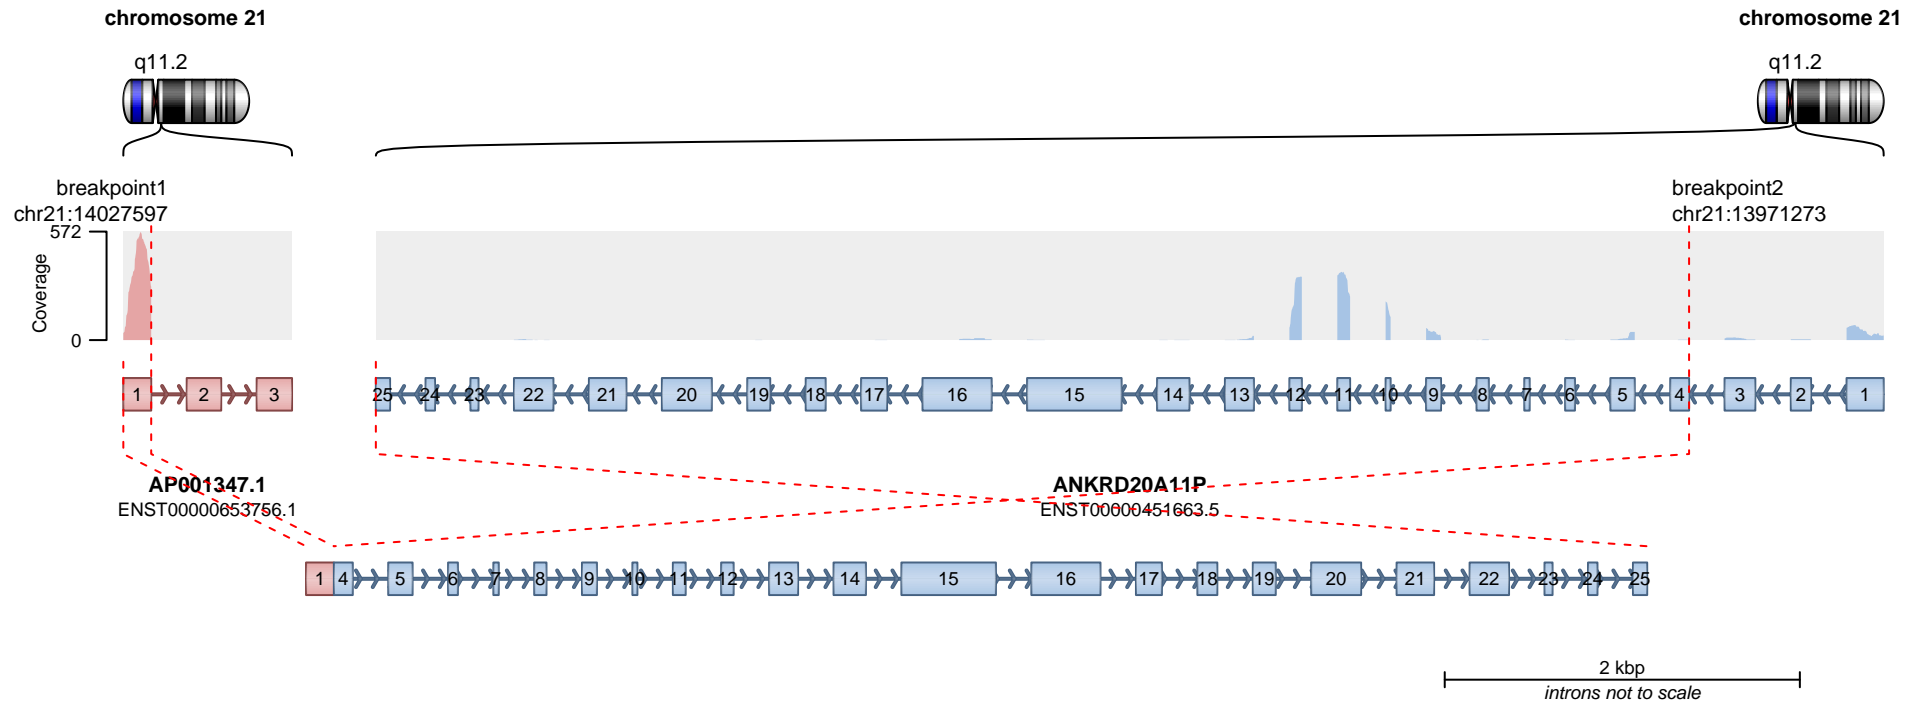 chromosome 21
chromosome 21
q11.2
q11.2
breakpoint1
chr21:14027597
breakpoint2
chr21:13971273
572
Coverage
0
1 2 3
25 24 23 22 21 20 19 18 17 16 15 14 13 12 11 10 9 8 7 6 5 4 3 2 1
AP001347.1
ENST00000653756.1
ANKRD20A11P
ENST00000451663.5
1 4 5 6 7 8 9 10 11 12 13 14 15 16 17 18 19 20 21 22 23 24 25
2 kbp
introns not to scale